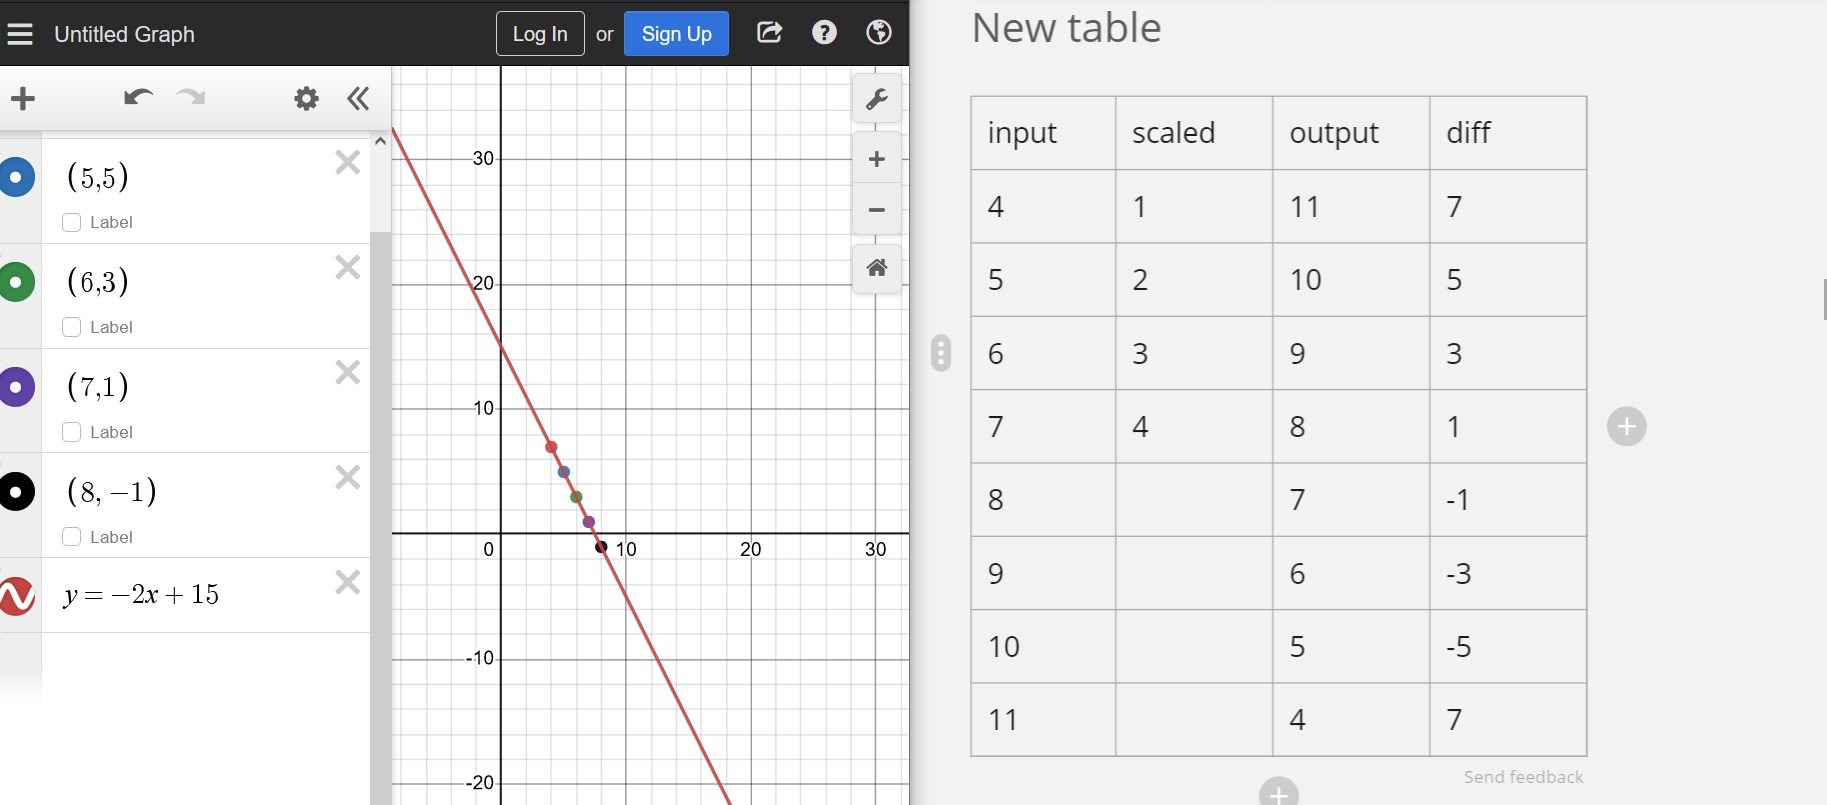 Untitled Graph
Log In or Sign Up
(5,5)
Label
(6,3)
Label
(7,1)
Label
(8, −1)
Label
y = −2x + 15
30
20
10
0 10 20 30
-10
-20
New table
input scaled output diff
4 1 11 7
5 2 10 5
6 3 9 3
7 4 8 1
8 7 -1
9 6 -3
10 5 -5
11 4 7
Send feedback